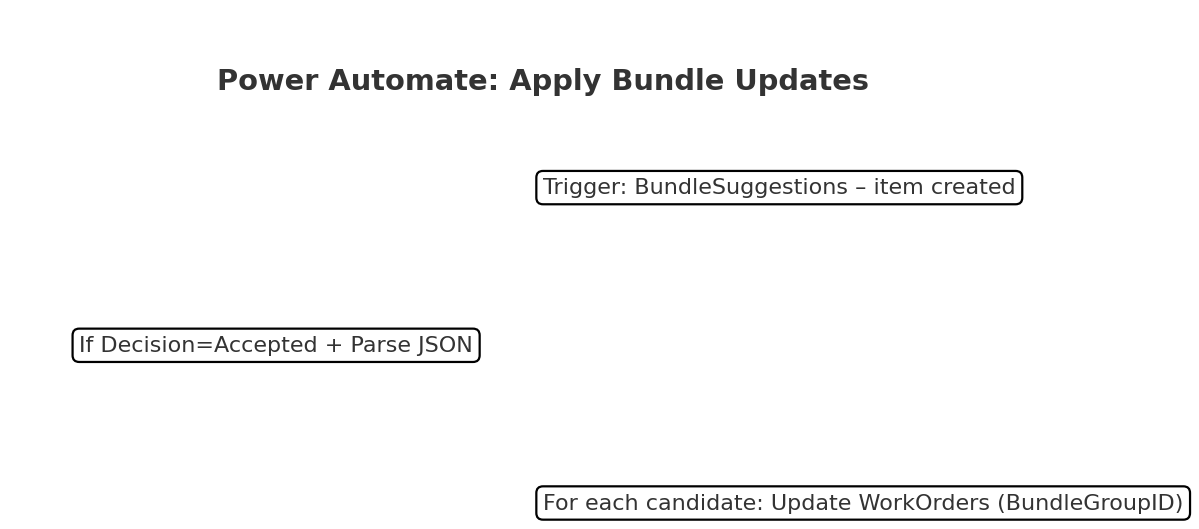 Power Automate: Apply Bundle Updates
Trigger: BundleSuggestions – item created
If Decision=Accepted + Parse JSON
For each candidate: Update WorkOrders (BundleGroupID)